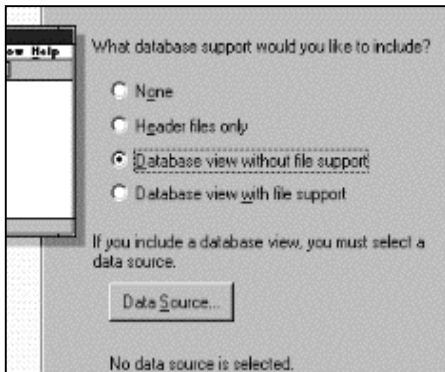 ow Help
What database support would you like to include?
None
Header files only
Database view without file support
Database view with file support
If you include a database view, you must select a
data source.
Data Source...
No data source is selected.